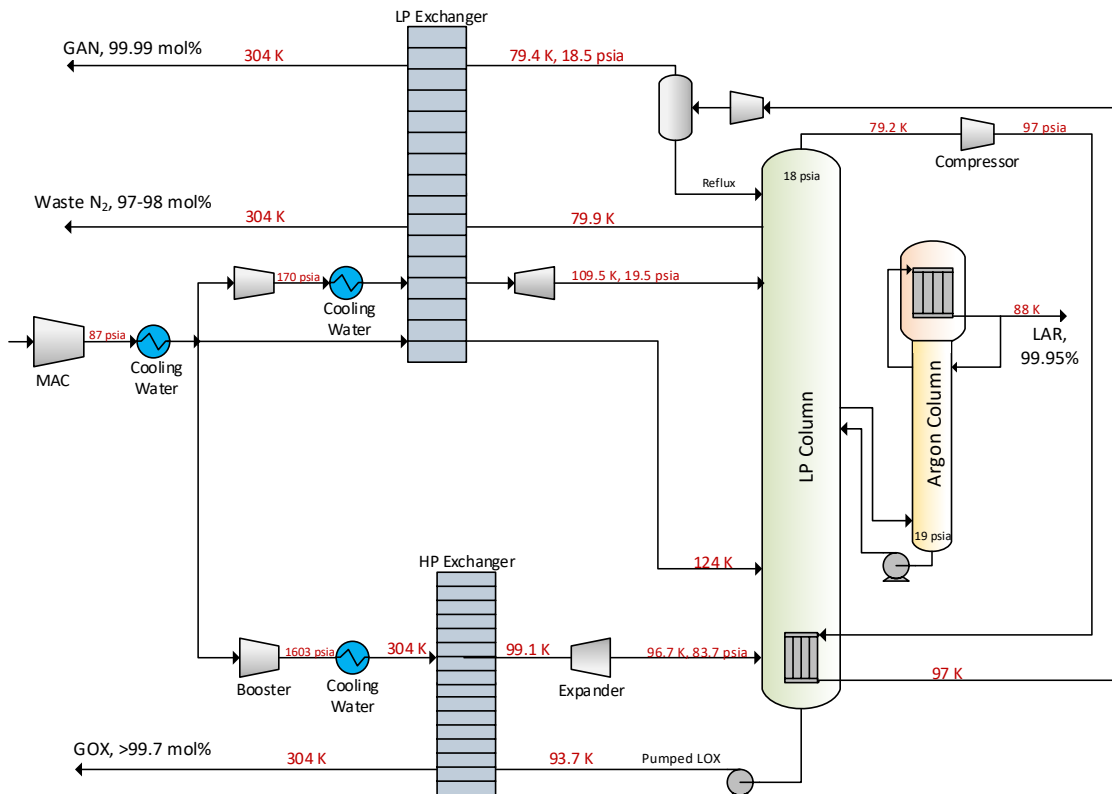 LP Exchanger
GAN, 99.99 mol%
304 K
79.4 K, 18.5 psia
79.2 K
97 psia
Compressor
18 psia
Reflux
Waste N₂, 97-98 mol%
304 K
79.9 K
170 psia
109.5 K, 19.5 psia
Cooling
Water
88 K
LAR,
99.95%
87 psia
MAC
Cooling
Water
LP Column
Argon Column
19 psia
HP Exchanger
124 K
1603 psia
304 K
99.1 K
96.7 K, 83.7 psia
Booster
Cooling
Water
Expander
97 K
GOX, >99.7 mol%
304 K
93.7 K
Pumped LOX